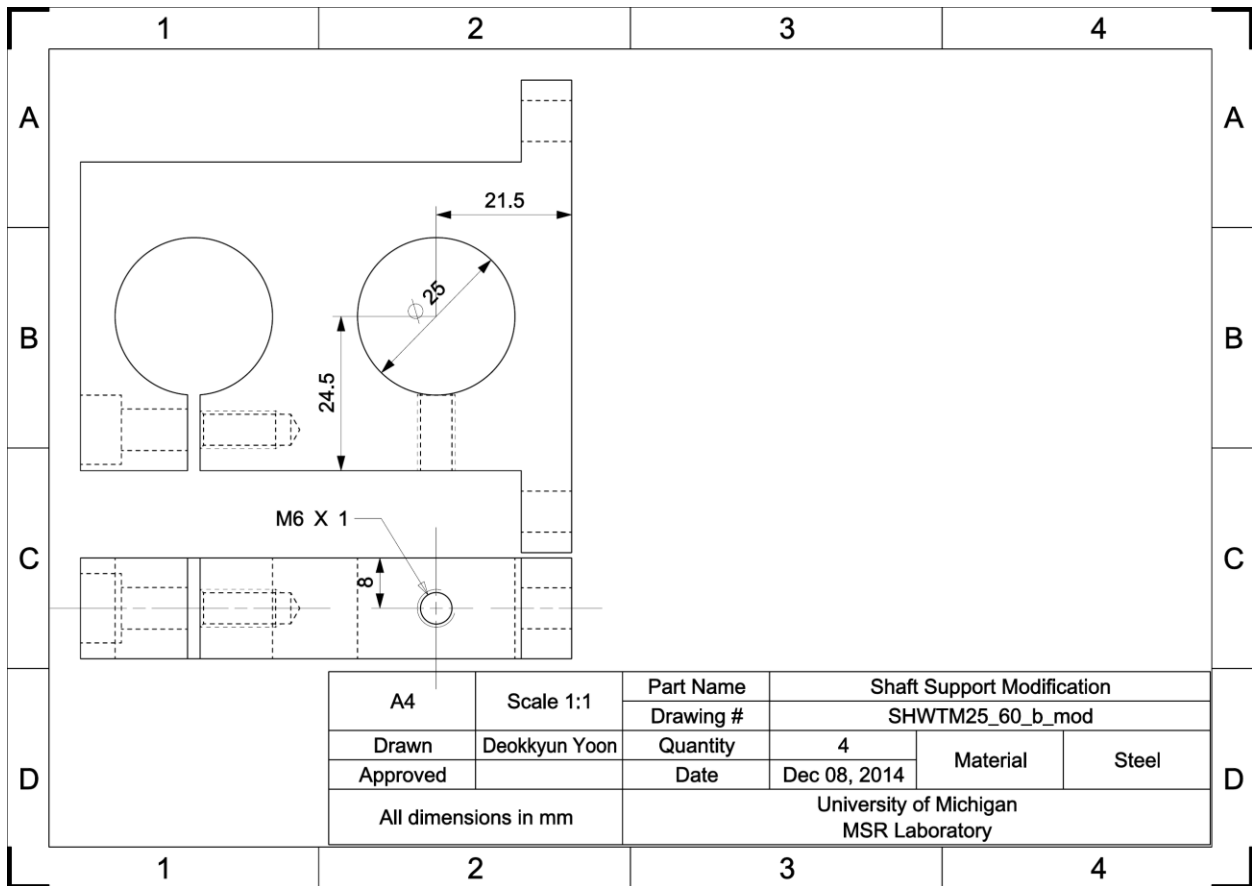 1 2 3 4
A A
21.5
⌀ 25
B B
24.5
M6 X 1
C C
8
A4 Scale 1:1 Part Name Shaft Support Modification
Drawing # SHWTM25_60_b_mod
Drawn Deokkyun Yoon Quantity 4 Material Steel
D D
Approved Date Dec 08, 2014
All dimensions in mm University of Michigan
MSR Laboratory
1 2 3 4